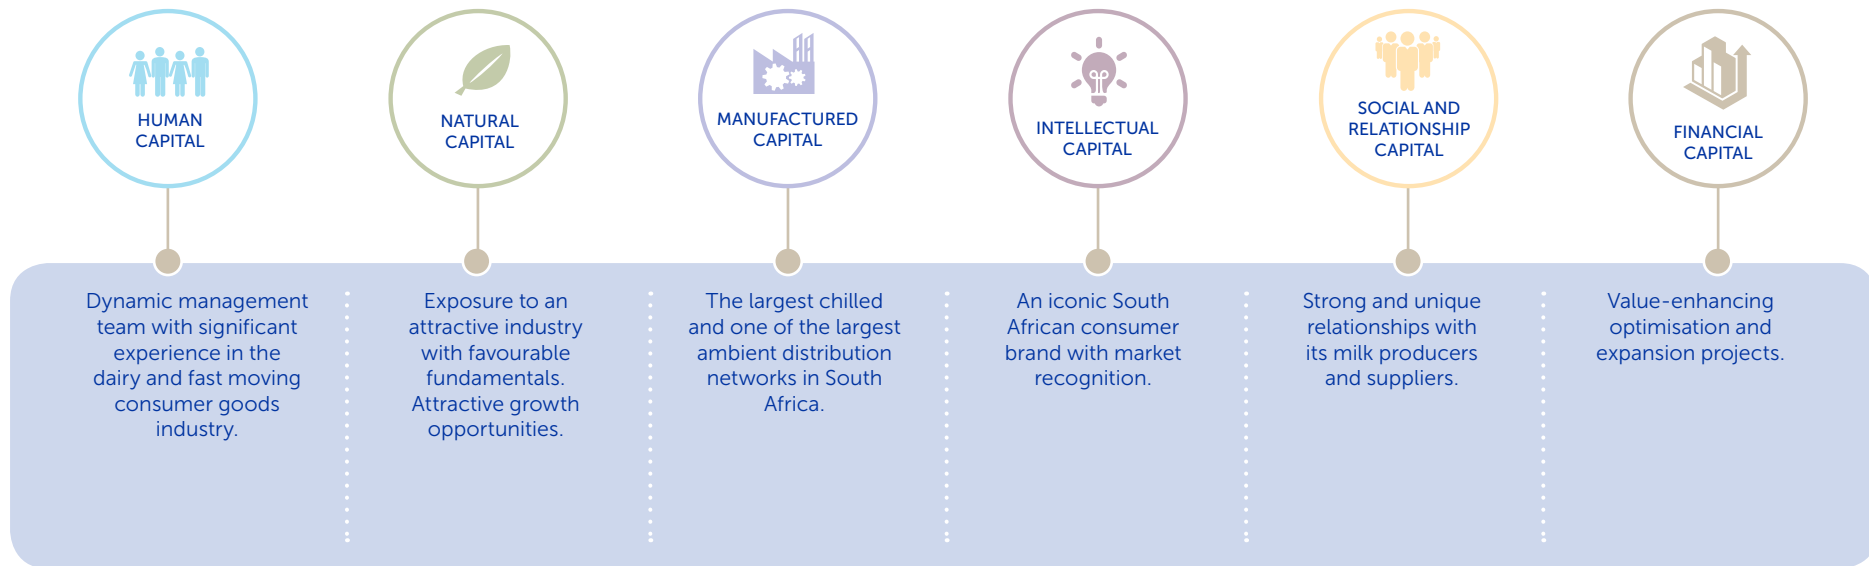 HUMAN
CAPITAL
NATURAL
CAPITAL
MANUFACTURED
CAPITAL
INTELLECTUAL
CAPITAL
SOCIAL AND
RELATIONSHIP
CAPITAL
FINANCIAL
CAPITAL
Dynamic management
team with significant
experience in the
dairy and fast moving
consumer goods
industry.
Exposure to an
attractive industry
with favourable
fundamentals.
Attractive growth
opportunities.
The largest chilled
and one of the largest
ambient distribution
networks in South
Africa.
An iconic South
African consumer
brand with market
recognition.
Strong and unique
relationships with
its milk producers
and suppliers.
Value-enhancing
optimisation and
expansion projects.